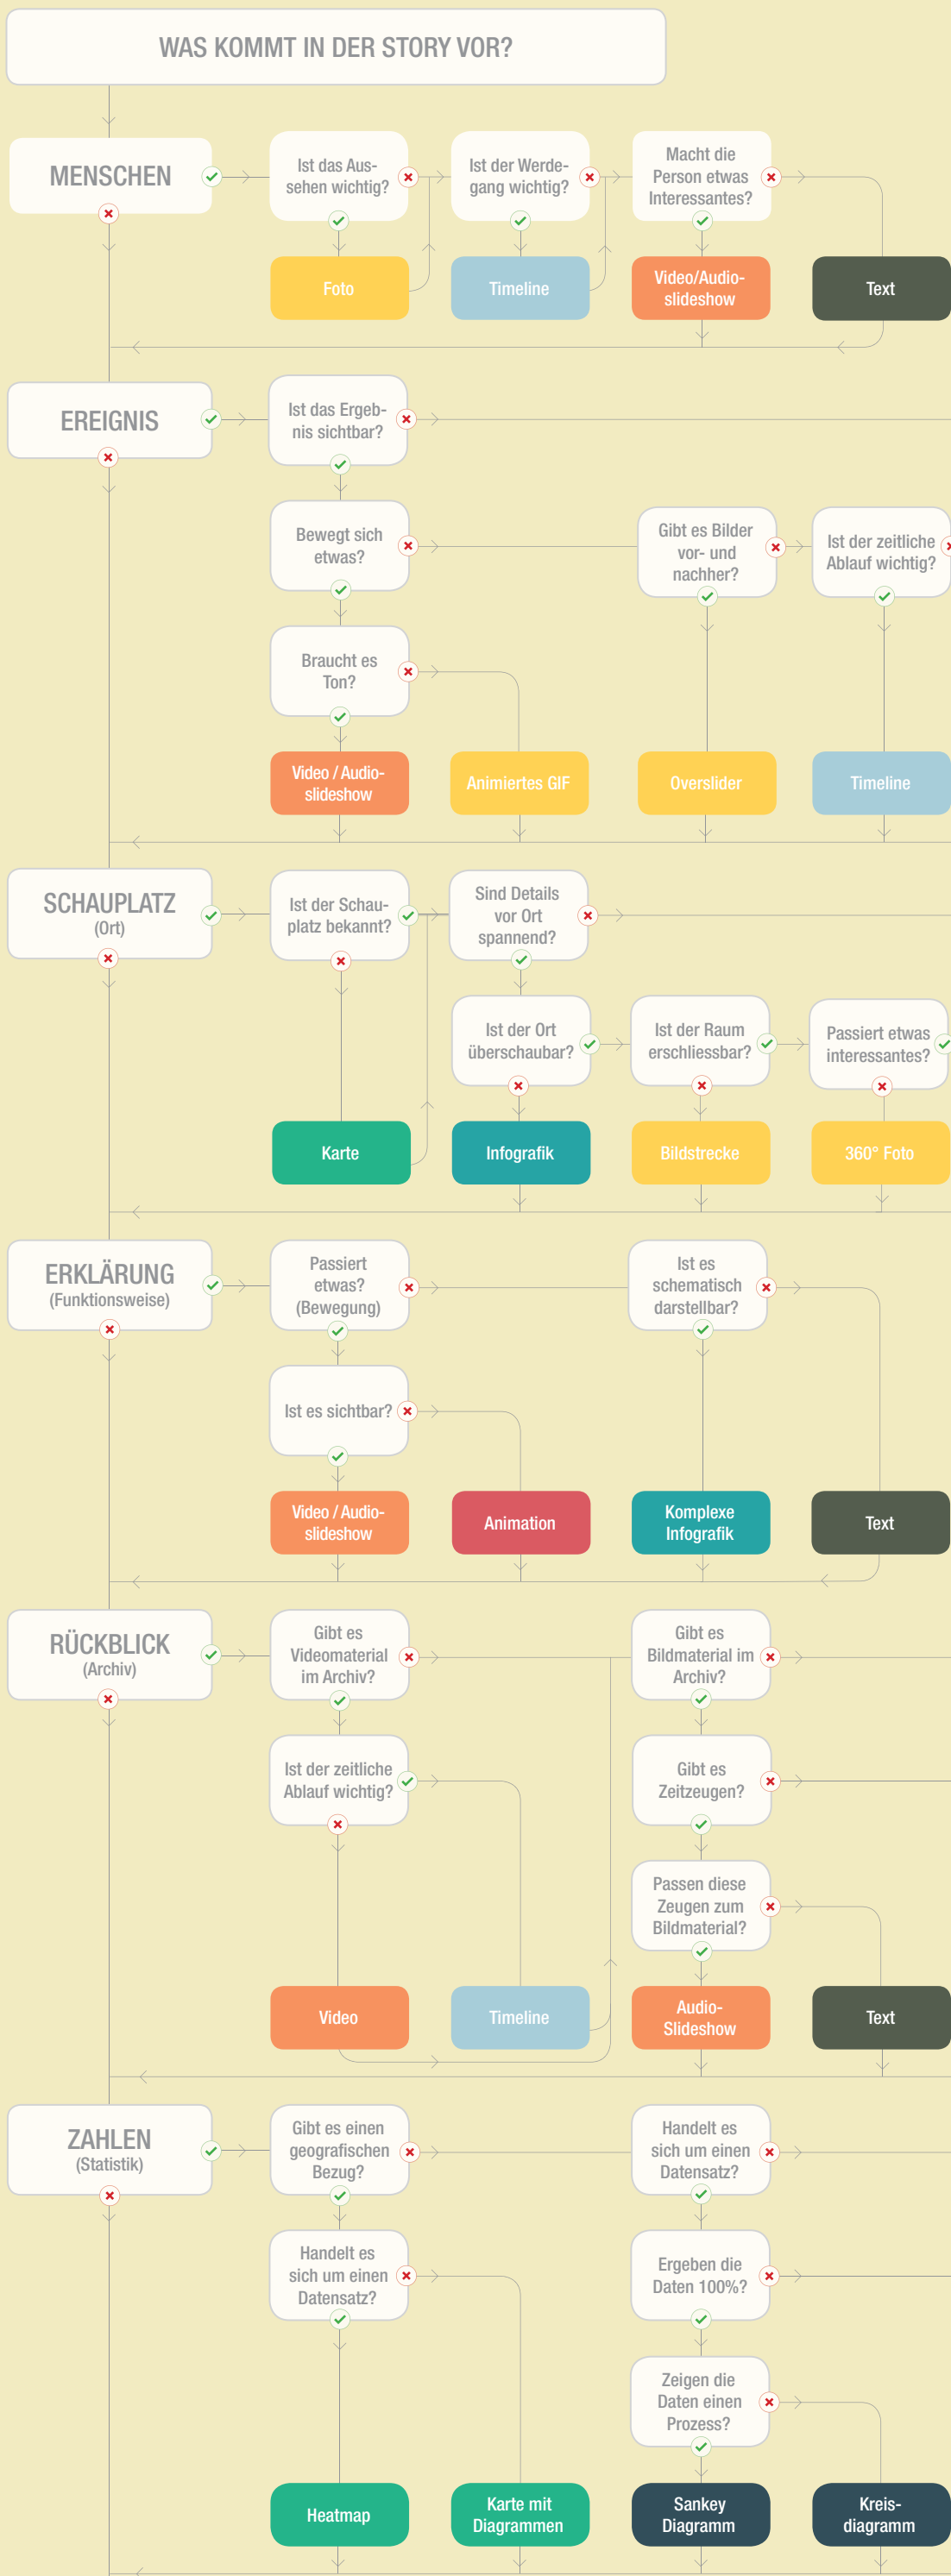 WAS KOMMT IN DER STORY VOR?
MENSCHEN
Ist das Aus-
sehen wichtig?
Ist der Werde-
gang wichtig?
Macht die
Person etwas
Interessantes?
Foto
Timeline
Video/Audio-
slideshow
Text
EREIGNIS
Ist das Ergeb-
nis sichtbar?
Bewegt sich
etwas?
Gibt es Bilder
vor- und
nachher?
Ist der zeitliche
Ablauf wichtig?
Braucht es
Ton?
Video / Audio-
slideshow
Animiertes GIF
Overslider
Timeline
SCHAUPLATZ
(Ort)
Ist der Schau-
platz bekannt?
Sind Details
vor Ort
spannend?
Ist der Ort
überschaubar?
Ist der Raum
erschliessbar?
Passiert etwas
interessantes?
Karte
Infografik
Bildstrecke
360° Foto
ERKLÄRUNG
(Funktionsweise)
Passiert
etwas?
(Bewegung)
Ist es
schematisch
darstellbar?
Ist es sichtbar?
Video / Audio-
slideshow
Animation
Komplexe
Infografik
Text
RÜCKBLICK
(Archiv)
Gibt es
Videomaterial
im Archiv?
Gibt es
Bildmaterial im
Archiv?
Ist der zeitliche
Ablauf wichtig?
Gibt es
Zeitzeugen?
Passen diese
Zeugen zum
Bildmaterial?
Video
Timeline
Audio-
Slideshow
Text
ZAHLEN
(Statistik)
Gibt es einen
geografischen
Bezug?
Handelt es
sich um einen
Datensatz?
Handelt es
sich um einen
Datensatz?
Ergeben die
Daten 100%?
Zeigen die
Daten einen
Prozess?
Heatmap
Karte mit
Diagrammen
Sankey
Diagramm
Kreis-
diagramm